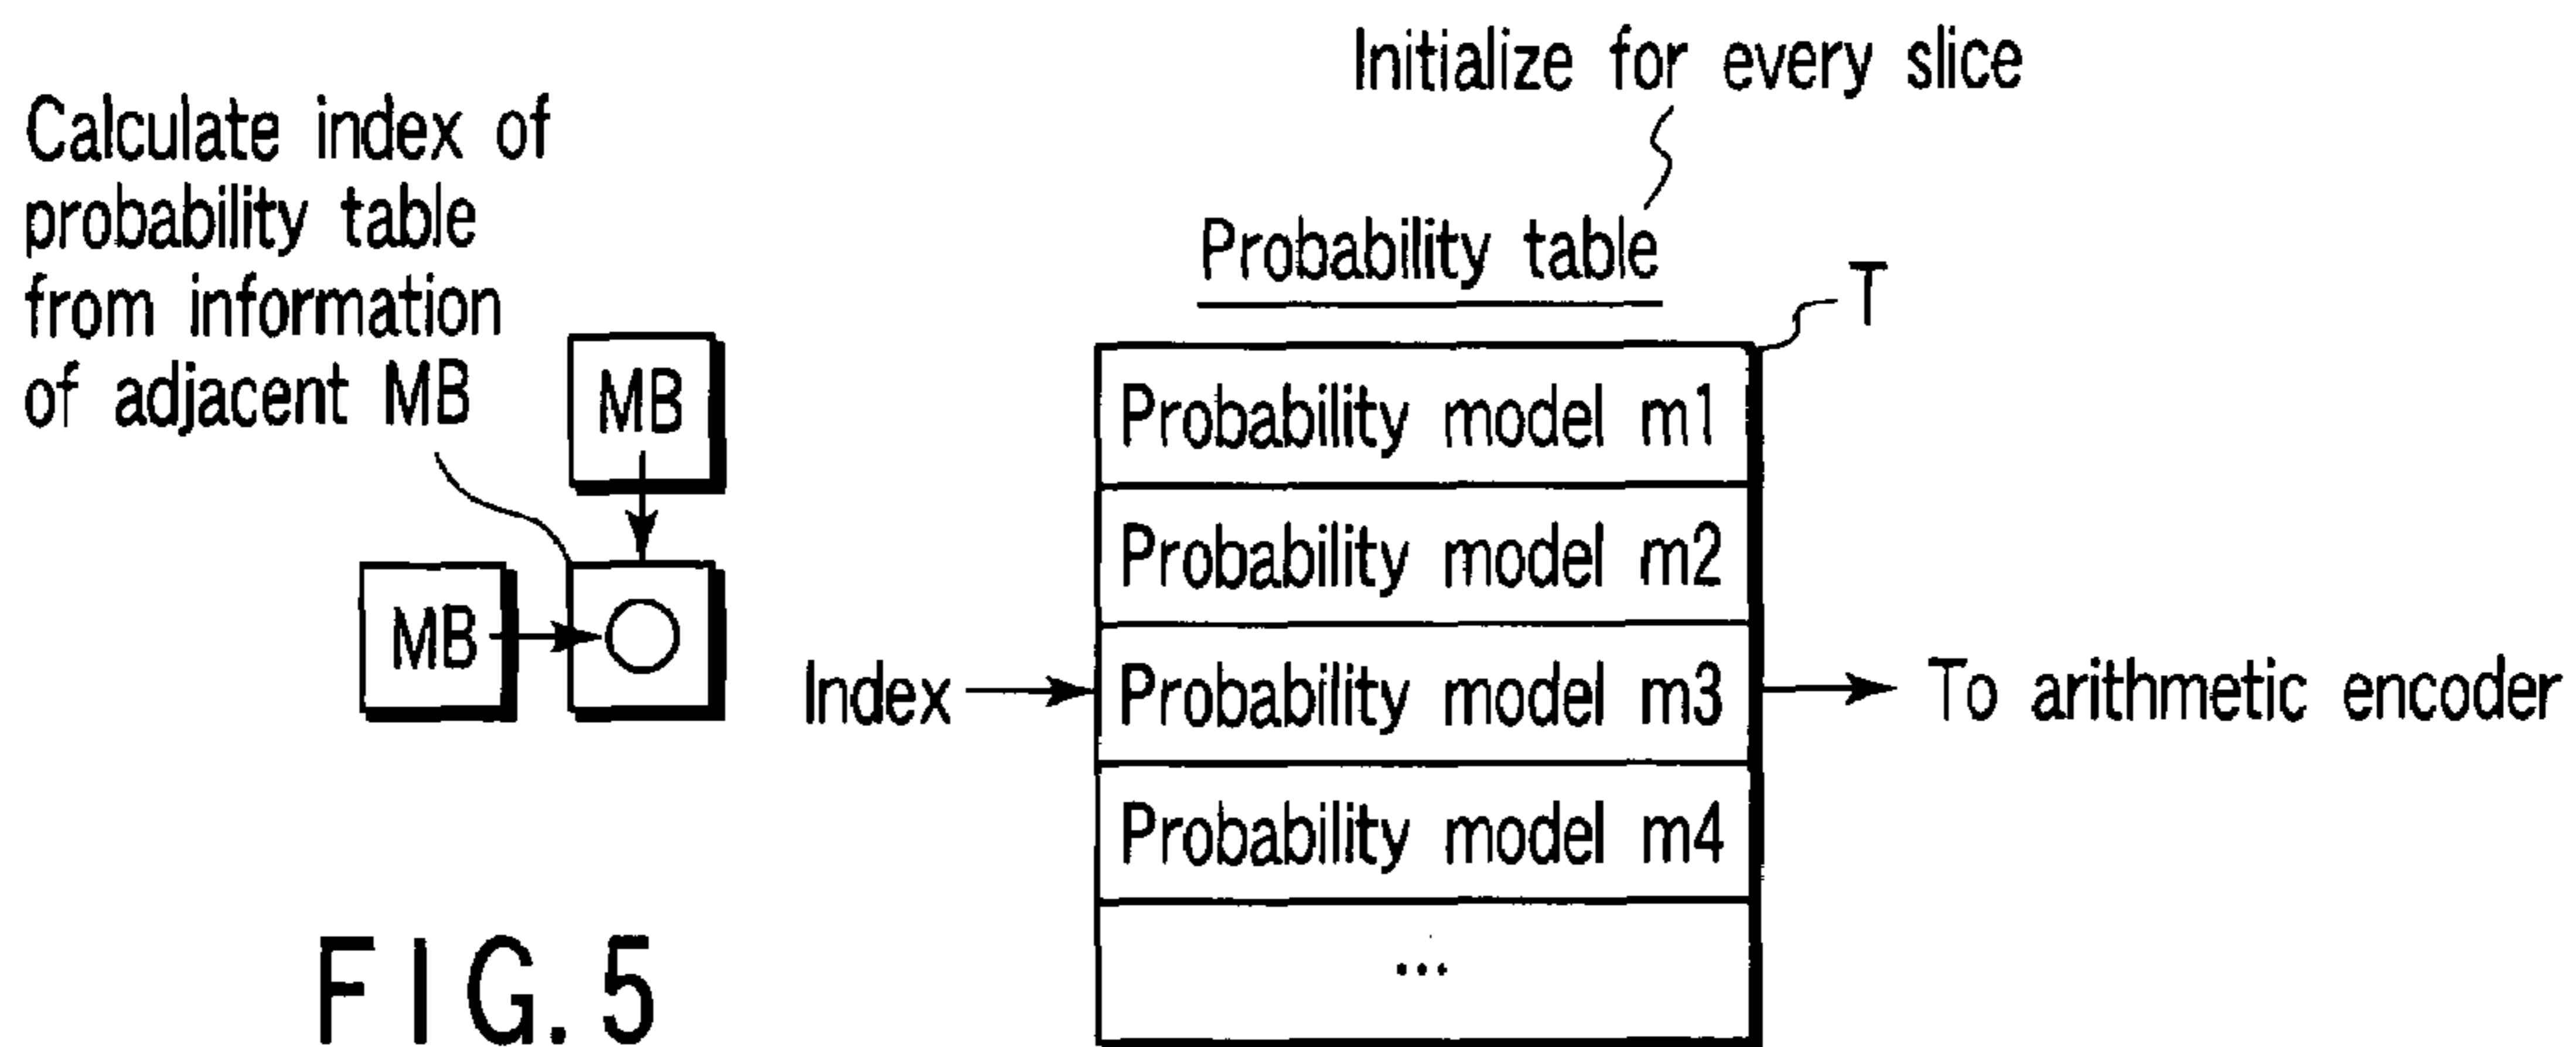 Calculate index of
probability table
from information
of adjacent MB
MB
MB
Initialize for every slice
Probability table
T
Probability model m1
Probability model m2
Index
Probability model m3
To arithmetic encoder
Probability model m4
...
FIG. 5